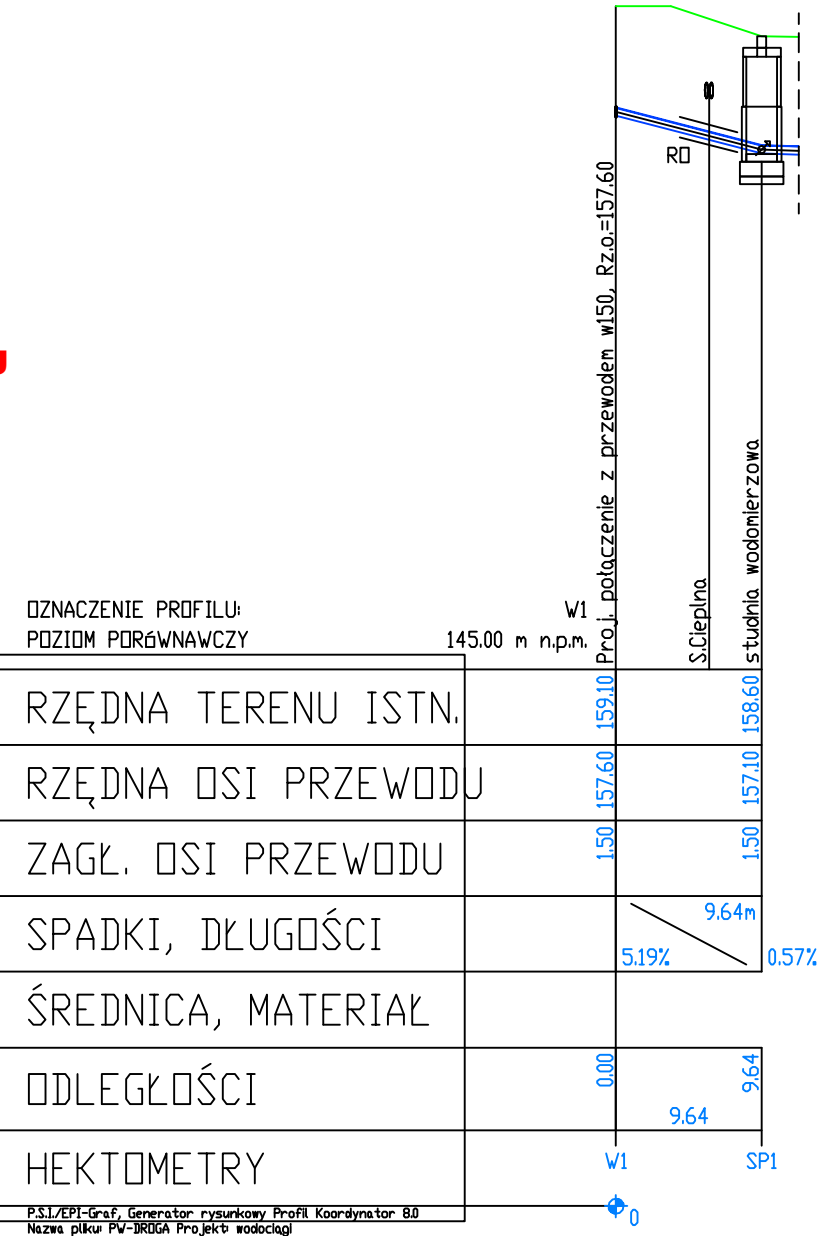 RO
Proj. połączenie z przewodem w150, Rz.o.=157.60
S.Cieplna
studnia wodomierzowa
OZNACZENIE PROFILU: W1
POZIOM PORóWNAWCZY 145.00 m n.p.m.
RZĘDNA TERENU ISTN. 159.10 158.60
RZĘDNA OSI PRZEWODU 157.60 157.10
ZAGŁ. OSI PRZEWODU 1.50 1.50
SPADKI, DŁUGOŚCI 9.64m
5.19% 0.57%
ŚREDNICA, MATERIAŁ
ODLEGŁOŚCI 0.00 9.64
9.64
W1 SP1
HEKTOMETRY
0
P.S.I./EPI-Graf, Generator rysunkowy Profil Koordynator 8.0
Nazwa pliku: PW-DROGA Projekt: wodociągi